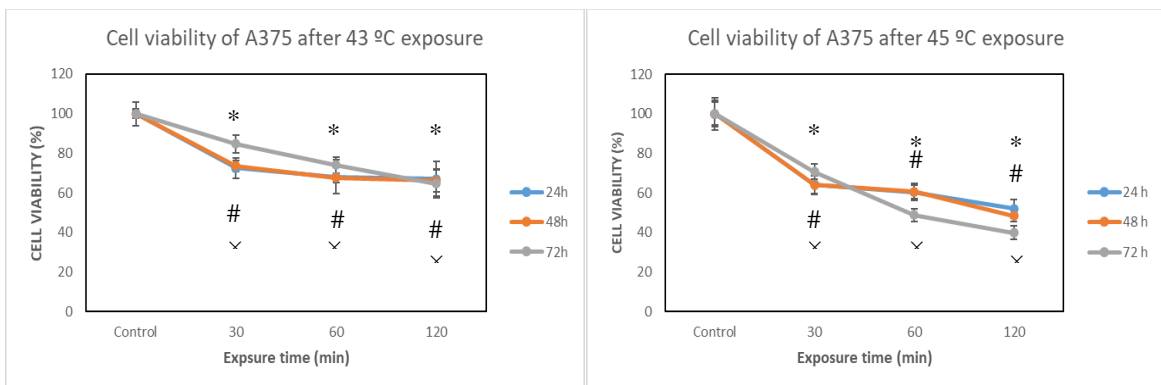 Cell viability of A375 after 43 ºC exposure
120
100
80
60
40
20
0
CELL VIABILITY (%)
*
*
*
#
#
#
×
×
×
Control
30
60
120
Expsure time (min)
24h
48h
72h
Cell viability of A375 after 45 ºC exposure
120
100
80
60
40
20
0
CELL VIABILITY (%)
*
*
*
#
#
#
×
×
×
Control
30
60
120
Exposure time (min)
24 h
48 h
72 h